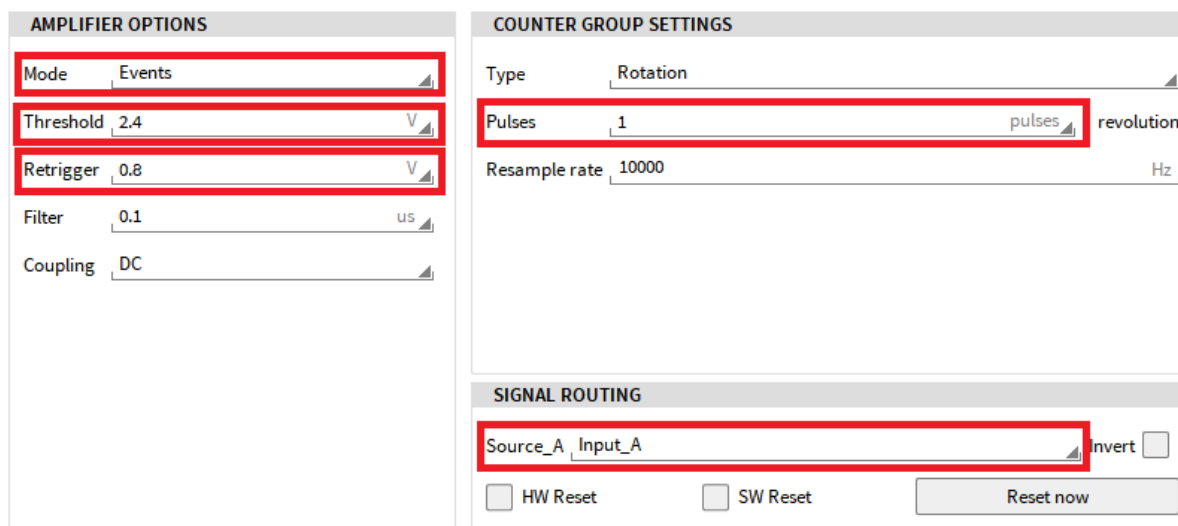 AMPLIFIER OPTIONS
Mode Events
Threshold 2.4 V
Retrigger 0.8 V
Filter 0.1 us
Coupling DC
COUNTER GROUP SETTINGS
Type Rotation
Pulses 1 pulses revolution
Resample rate 10000 Hz
SIGNAL ROUTING
Source_A Input_A Invert
HW Reset SW Reset Reset now